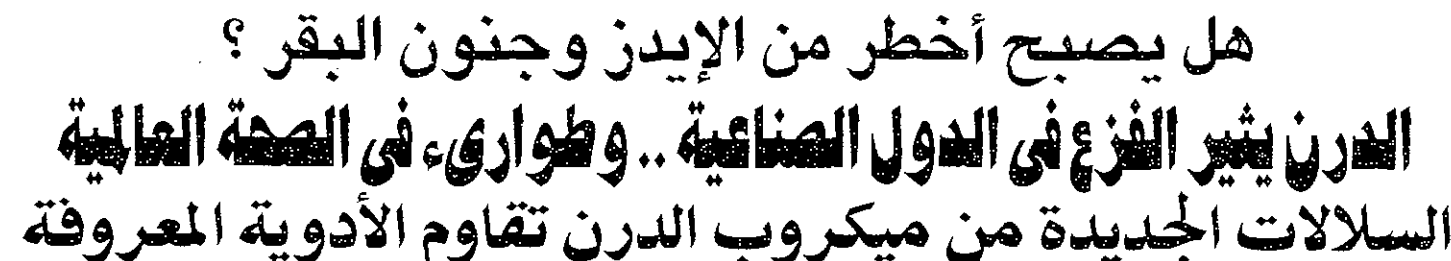 هل يصبح أخطر من الإيدز وجنون البقر ؟
الدرن يثير الفزع فى الدول الصناعية .. وطوارىء فى الصحة العالمية
السلالات الجديدة من ميكروب الدرن تقاوم الأدوية المعروفة